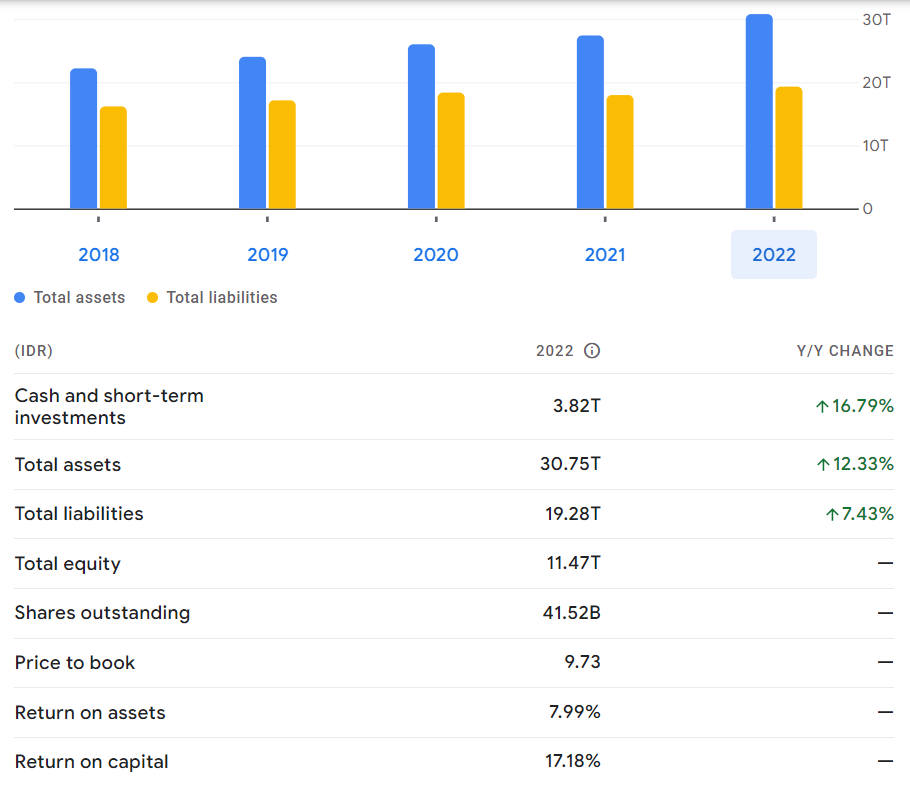 30T
20T
10T
0
2018 2019 2020 2021 2022
Total assets Total liabilities
(IDR) 2022 Y/Y CHANGE
Cash and short-term
investments 3.82T ↑16.79%
Total assets 30.75T ↑12.33%
Total liabilities 19.28T ↑7.43%
Total equity 11.47T —
Shares outstanding 41.52B —
Price to book 9.73 —
Return on assets 7.99% —
Return on capital 17.18% —